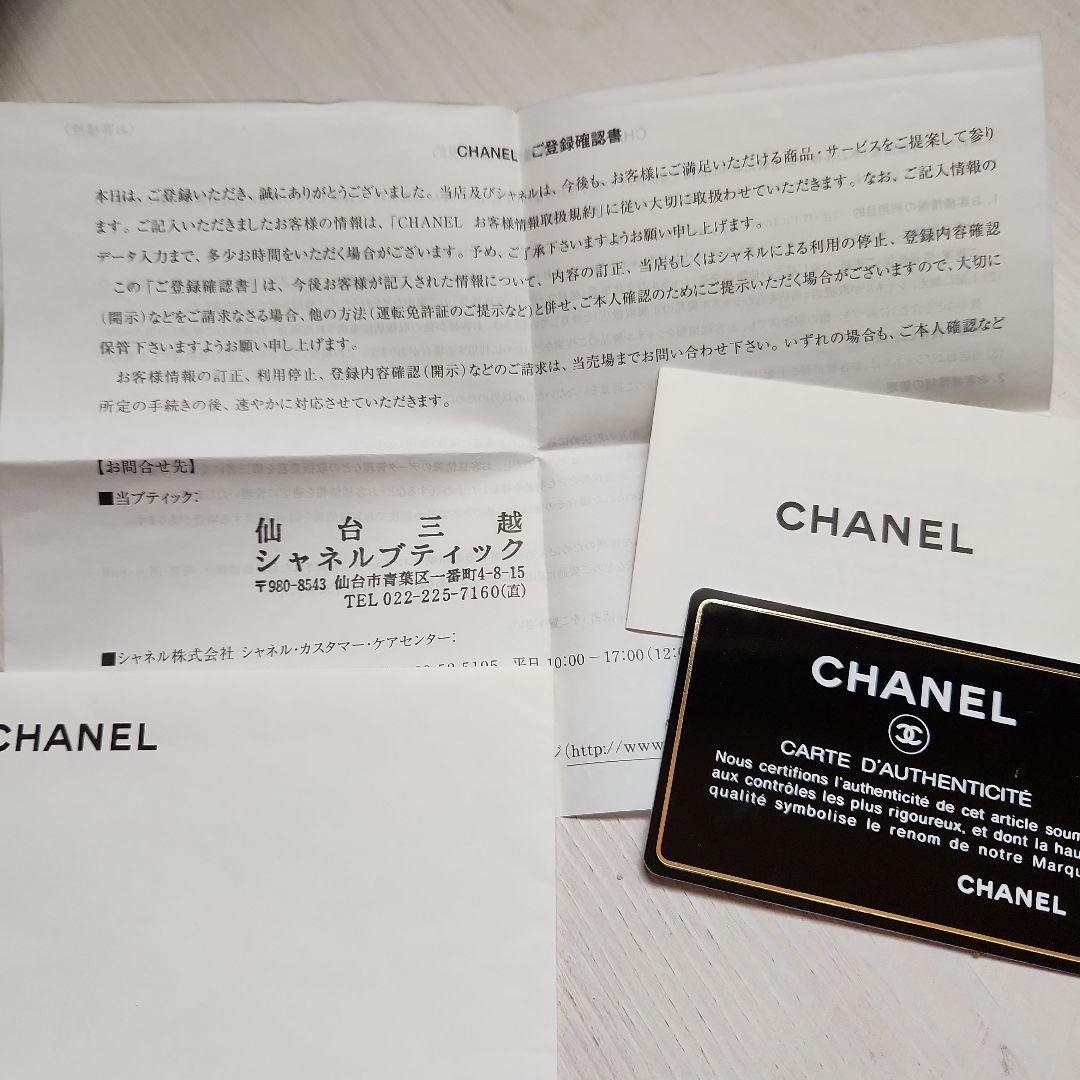 (お客様控)
CHANEL ご登録確認書
本日は、ご登録いただき、誠にありがとうございました。当店及びシャネルは、今後も、お客様にご満足いただける商品・サービスをご提案して参り
ます。ご記入いただきましたお客様の情報は、「CHANEL お客様情報取扱規約」に従い大切に取扱わせていただきます。なお、ご記入情報の
データ入力まで、多少お時間をいただく場合がございます。予め、ご了承下さいますようお願い申し上げます。
この『ご登録確認書』は、今後お客様が記入された情報について、内容の訂正、当店もしくはシャネルによる利用の停止、登録内容確認
(開示)などをご請求なさる場合、他の方法(運転免許証のご提示など)と併せ、ご本人確認のためにご提示いただく場合がございますので、大切に
保管下さいますようお願い申し上げます。
お客様情報の訂正、利用停止、登録内容確認(開示)などのご請求は、当売場までお問い合わせ下さい。いずれの場合も、ご本人確認など
所定の手続きの後、速やかに対応させていただきます。
【お問合せ先】
■当ブティック:
仙台三越
シャネルブティック
〒980-8543 仙台市青葉区一番町4-8-15
TEL 022-225-7160(直)
■シャネル株式会社 シャネル・カスタマー・ケアセンター:
平日 10:00－17:00(12:0
ジ(http://www.
CHANEL
CHANEL
CHANEL
CARTE D'AUTHENTICITÉ
Nous certifions l'authenticité de cet article soum
aux contrôles les plus rigoureux, et dont la hau
qualité symbolise le renom de notre Marqu
CHANEL